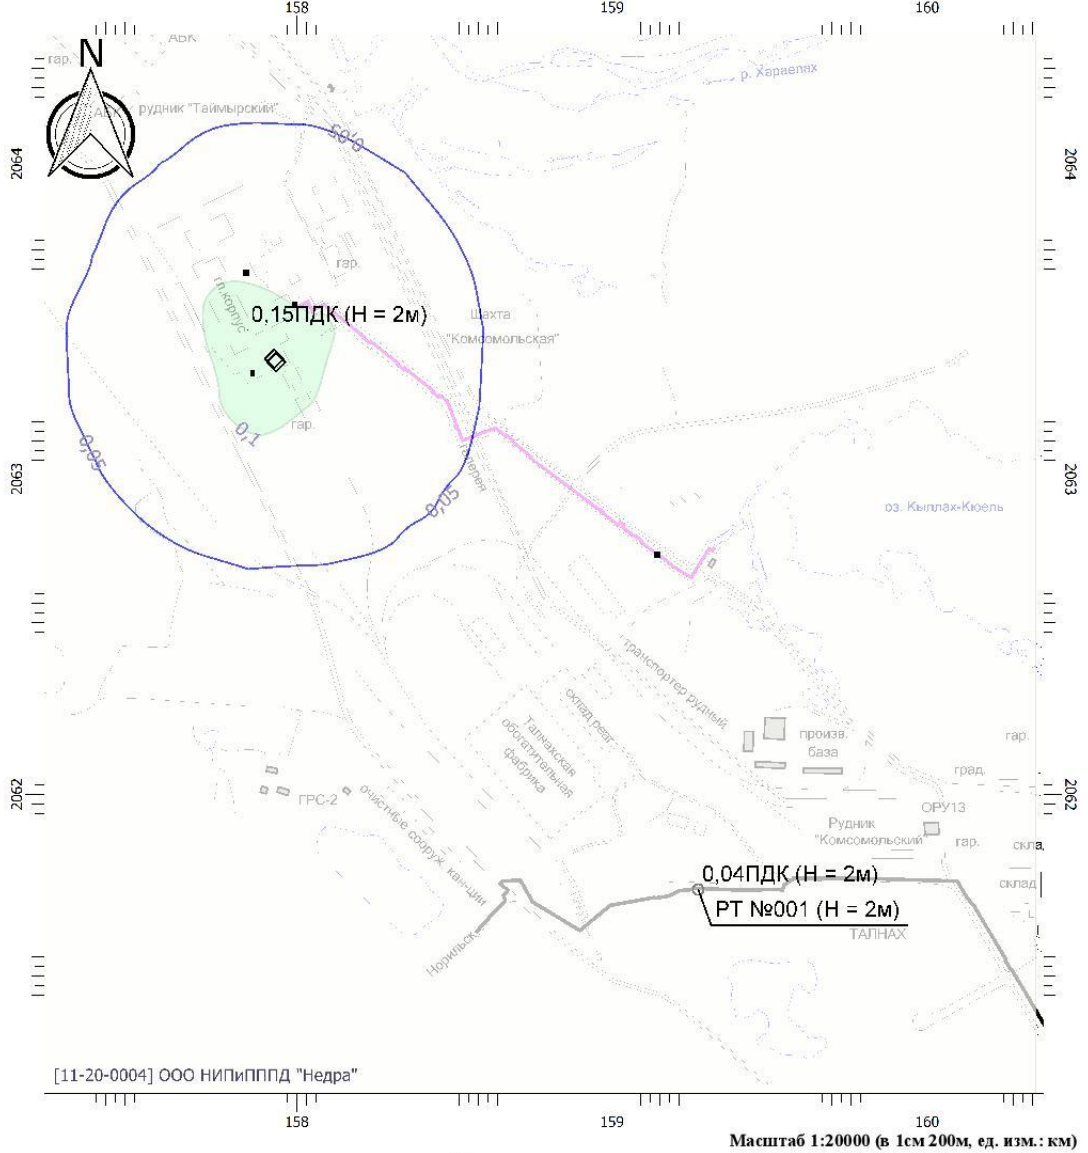 158
159
160
N
гар.
АБК
р. Хараелах
АБК
рудник "Таймырский"
0,05
2064
2064
гар.
гл.корпус
0,15ПДК (Н = 2м)
Шахта
"Комсомольская"
гар.
0,1
0,05
0,05
галерея
2063
2063
оз. Кыллах-Кюель
транспортер рудный
склад реаг.
Талнахская
обогатительная
фабрика
произв.
база
гар.
град.
2062
2062
ГРС-2
очистные сооруж. кан-ции
ОРУ13
Рудник
"Комсомольский"
гар.
скла
склад
0,04ПДК (Н = 2м)
РТ №001 (Н = 2м)
ТАЛНАХ
Норильск
[11-20-0004] ООО НИПиПППД "Недра"
158
159
160
Масштаб 1:20000 (в 1см 200м, ед. изм.: км)